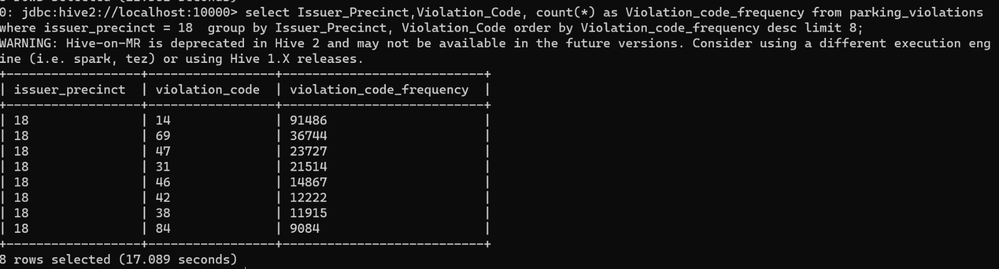 0: jdbc:hive2://localhost:10000> select Issuer_Precinct,Violation_Code, count(*) as Violation_code_frequency from parking_violations
where issuer_precinct = 18  group by Issuer_Precinct, Violation_Code order by Violation_code_frequency desc limit 8;
WARNING: Hive-on-MR is deprecated in Hive 2 and may not be available in the future versions. Consider using a different execution eng
ine (i.e. spark, tez) or using Hive 1.X releases.
+------------------+-----------------+---------------------------+
| issuer_precinct  | violation_code  | violation_code_frequency  |
+------------------+-----------------+---------------------------+
| 18               | 14              | 91486                     |
| 18               | 69              | 36744                     |
| 18               | 47              | 23727                     |
| 18               | 31              | 21514                     |
| 18               | 46              | 14867                     |
| 18               | 42              | 12222                     |
| 18               | 38              | 11915                     |
| 18               | 84              | 9084                      |
+------------------+-----------------+---------------------------+
8 rows selected (17.089 seconds)